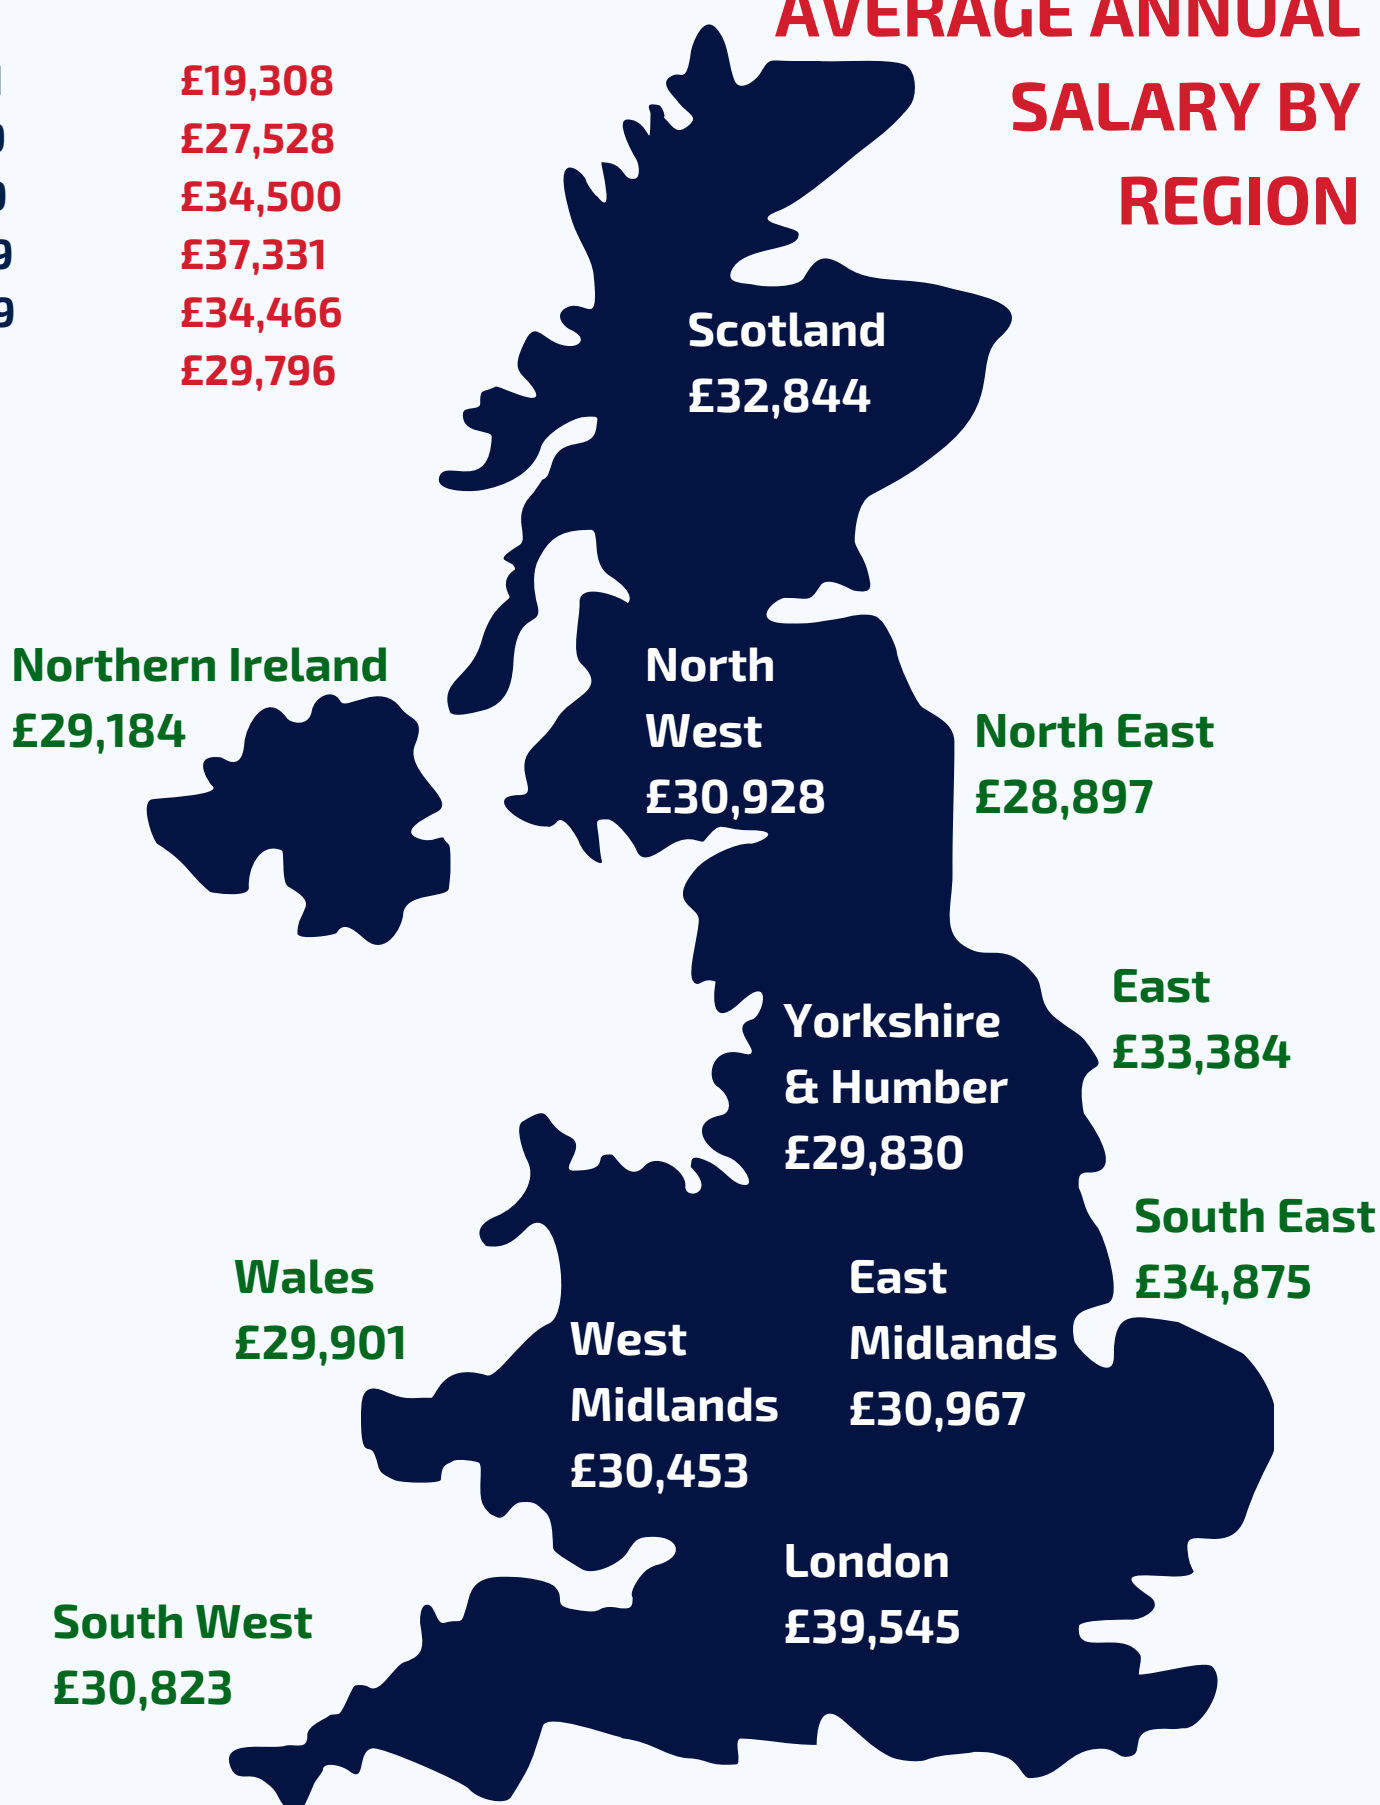 AVERAGE ANNUAL
SALARY BY
REGION
£19,308
£27,528
£34,500
9 £37,331
9 £34,466
£29,796
Scotland
£32,844
Northern Ireland
£29,184
North
West
£30,928
North East
£28,897
East
£33,384
Yorkshire
& Humber
£29,830
South East
£34,875
Wales
£29,901
East
Midlands
£30,967
West
Midlands
£30,453
London
£39,545
South West
£30,823